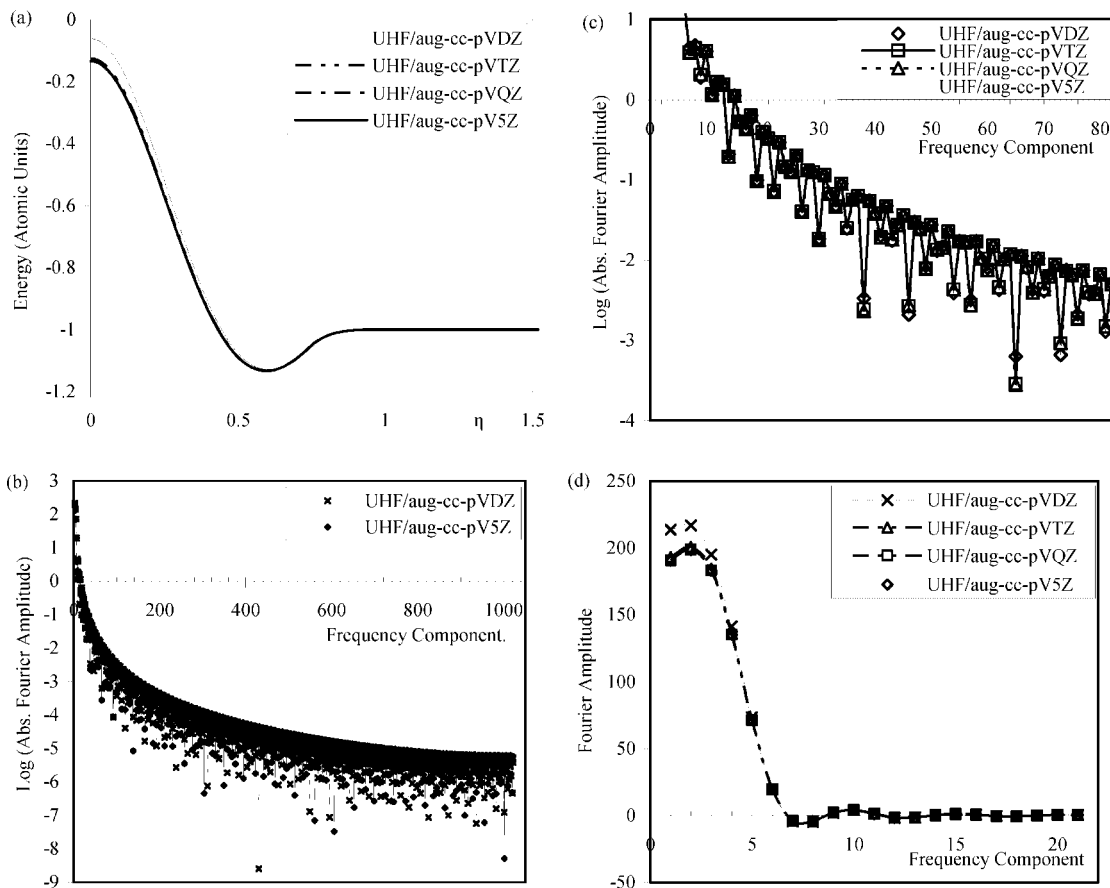 (a)
0
-0.2
-0.4
-0.6
-0.8
-1
-1.2
Energy (Atomic Units)
UHF/aug-cc-pVDZ
UHF/aug-cc-pVTZ
UHF/aug-cc-pVQZ
UHF/aug-cc-pV5Z
0 0.5 1 η 1.5
(c)
1
0
-1
-2
-3
-4
Log (Abs. Fourier Amplitude)
UHF/aug-cc-pVDZ
UHF/aug-cc-pVTZ
UHF/aug-cc-pVQZ
UHF/aug-cc-pV5Z
0 10 20 30 40 50 60 70 80
Frequency Component
(b)
3
2
1
0
-1
-2
-3
-4
-5
-6
-7
-8
-9
Log (Abs. Fourier Amplitude)
UHF/aug-cc-pVDZ
UHF/aug-cc-pV5Z
0 200 400 600 800 1000
Frequency Component.
(d)
250
200
150
100
50
0
-50
Fourier Amplitude
UHF/aug-cc-pVDZ
UHF/aug-cc-pVTZ
UHF/aug-cc-pVQZ
UHF/aug-cc-pV5Z
0 5 10 15 20
Frequency Component